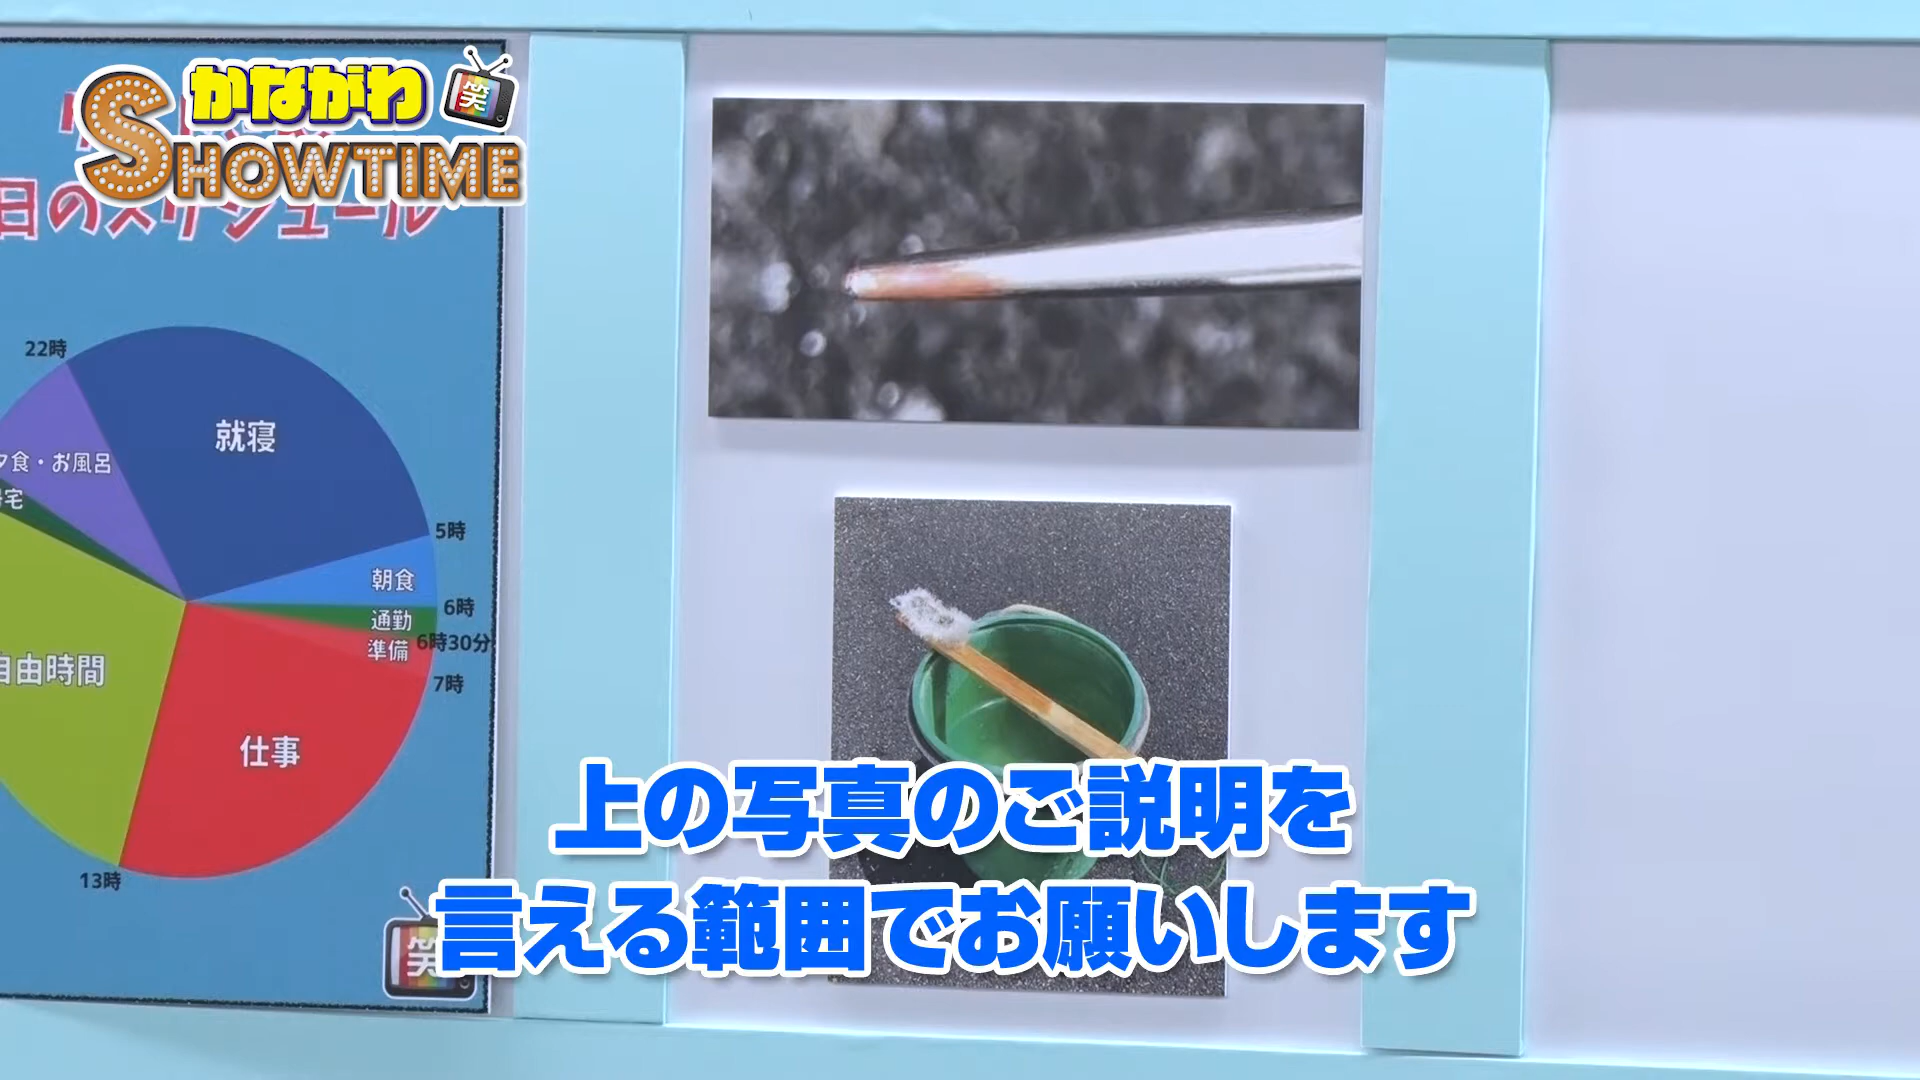 かながわ
笑
SHOWTIME
日のスケジュール
22時
就寝
夕食・お風呂
5時
朝食
6時
通勤
6時30分
準備
7時
自由時間
仕事
13時
笑
上の写真のご説明を
言える範囲でお願いします